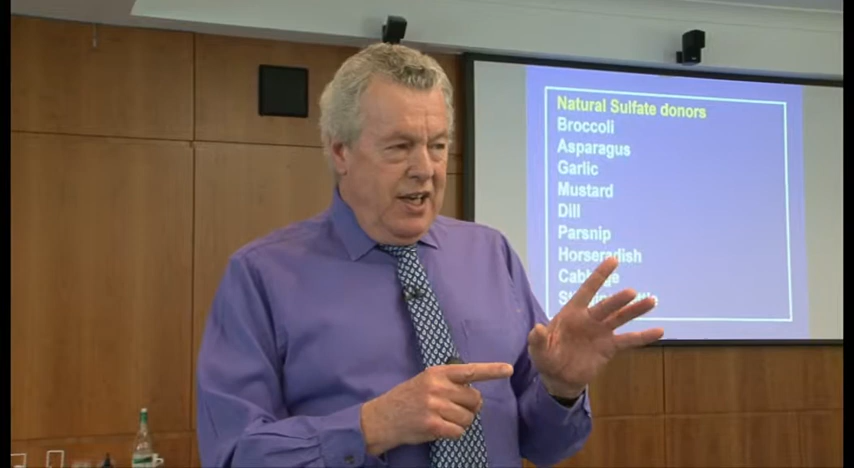 Natural Sulfate donors
Broccoli
Asparagus
Garlic
Mustard
Dill
Parsnip
Horseradish